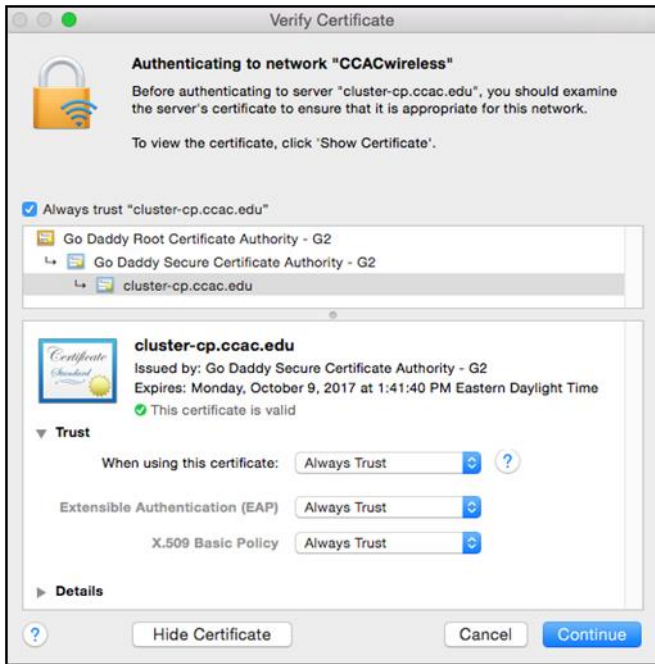 Verify Certificate
Authenticating to network "CCACwireless"
Before authenticating to server "cluster-cp.ccac.edu", you should examine
the server's certificate to ensure that it is appropriate for this network.
To view the certificate, click 'Show Certificate'.
Always trust "cluster-cp.ccac.edu"
Go Daddy Root Certificate Authority - G2
Go Daddy Secure Certificate Authority - G2
cluster-cp.ccac.edu
Certificate
Standard
cluster-cp.ccac.edu
Issued by: Go Daddy Secure Certificate Authority - G2
Expires: Monday, October 9, 2017 at 1:41:40 PM Eastern Daylight Time
This certificate is valid
Trust
When using this certificate: Always Trust ?
Extensible Authentication (EAP) Always Trust
X.509 Basic Policy Always Trust
Details
? Hide Certificate Cancel Continue